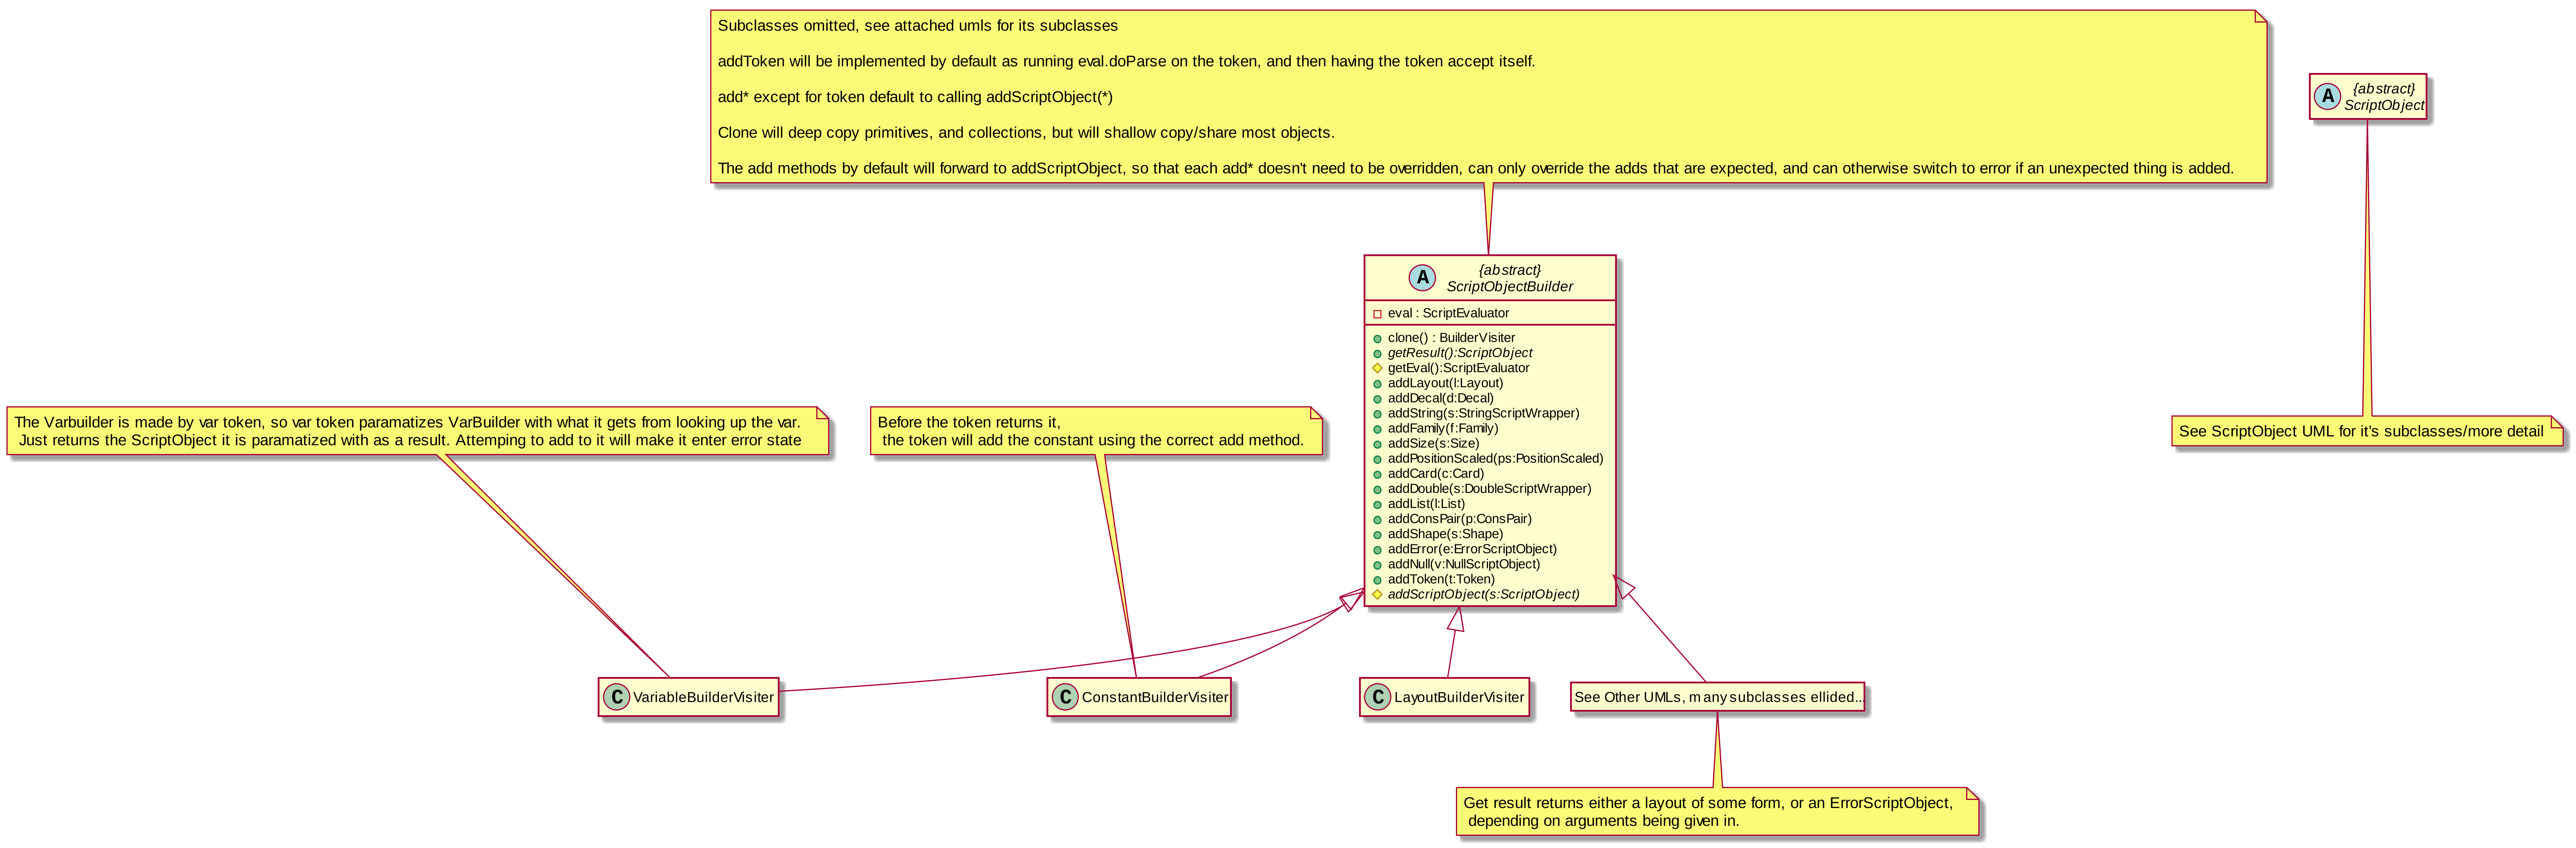 Subclasses omitted, see attached umls for its subclasses
addToken will be implemented by default as running eval.doParse on the token, and then having the token accept itself.
add* except for token default to calling addScriptObject(*)
Clone will deep copy primitives, and collections, but will shallow copy/share most objects.
The add methods by default will forward to addScriptObject, so that each add* doesn't need to be overridden, can only override the adds that are expected, and can otherwise switch to error if an unexpected thing is added.
A
{abstract}
ScriptObject
A
{abstract}
ScriptObjectBuilder
eval : ScriptEvaluator
clone() : BuilderVisiter
getResult():ScriptObject
getEval():ScriptEvaluator
addLayout(l:Layout)
addDecal(d:Decal)
addString(s:StringScriptWrapper)
addFamily(f:Family)
addSize(s:Size)
addPositionScaled(ps:PositionScaled)
addCard(c:Card)
addDouble(s:DoubleScriptWrapper)
addList(l:List)
addConsPair(p:ConsPair)
addShape(s:Shape)
addError(e:ErrorScriptObject)
addNull(v:NullScriptObject)
addToken(t:Token)
addScriptObject(s:ScriptObject)
The Varbuilder is made by var token, so var token paramatizes VarBuilder with what it gets from looking up the var.
Just returns the ScriptObject it is paramatized with as a result. Attemping to add to it will make it enter error state
Before the token returns it,
the token will add the constant using the correct add method.
See ScriptObject UML for it's subclasses/more detail
C VariableBuilderVisiter
C ConstantBuilderVisiter
C LayoutBuilderVisiter
See Other UMLs, many subclasses ellided...
Get result returns either a layout of some form, or an ErrorScriptObject,
depending on arguments being given in.